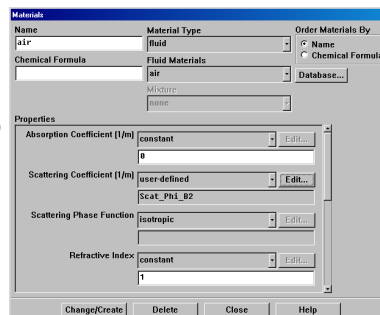 Materials
Name
air
Material Type
fluid
Order Materials By
Name
Chemical Formula
Chemical Formula
Fluid Materials
air
Database...
Mixture
none
Properties
Absorption Coefficient (1/m) constant Edit...
0
Scattering Coefficient (1/m) user-defined Edit...
Scat_Phi_B2
Scattering Phase Function isotropic Edit...
Refractive Index constant Edit...
1
Change/Create Delete Close Help